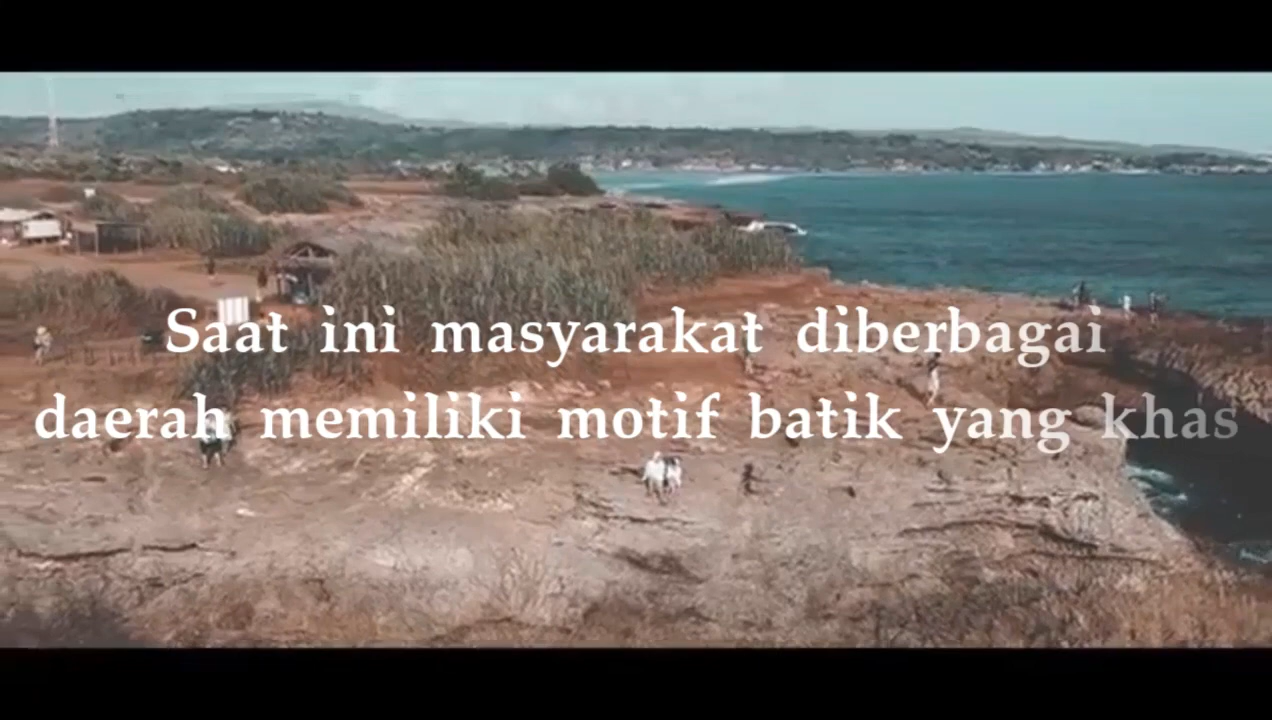 Saat ini masyarakat diberbagai
daerah memiliki motif batik yang khas